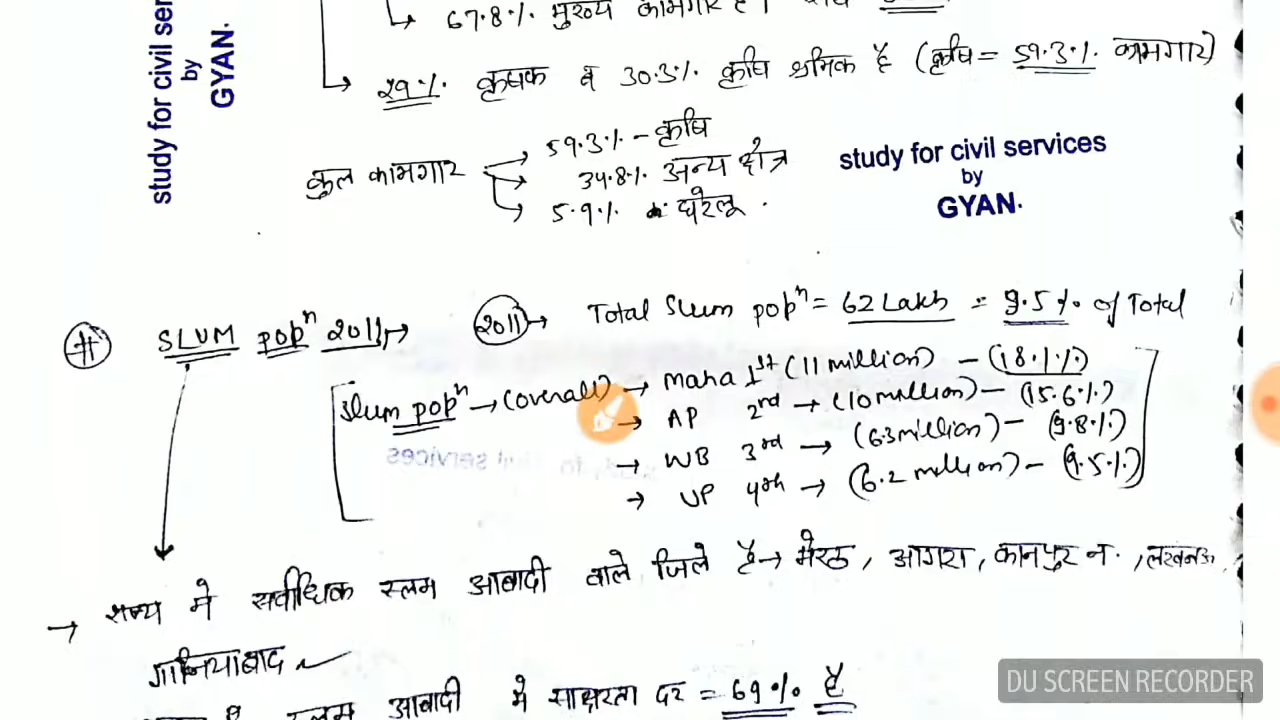 67.8% मुख्य कामगार है।
study for civil services
by
GYAN.
29% कृषक व 30.3% कृषि श्रमिक है (कृषि = 59.3% कामगार)
59.3% - कृषि
कुल कामगार
34.8% अन्य क्षेत्र
5.9% घरेलू.
study for civil services
by
GYAN.
# SLUM popⁿ 2011→ 2011→ Total Slum popⁿ = 62 Lakh = 9.5% of Total
Slum popⁿ → (overall) → Maha 1st (11 million) - (18.1%)
→ AP 2nd → (10 million) - (15.6%)
→ WB 3rd → (6.3 million) - (9.8%)
→ UP 4th → (6.2 million) - (9.5%)
→ राज्य मे सर्वाधिक स्लम आबादी वाले जिले है→ मेरठ, आगरा, कानपुर न., लखनऊ,
गाजियाबाद
स्लम आबादी मे साक्षरता दर = 69% है
DU SCREEN RECORDER